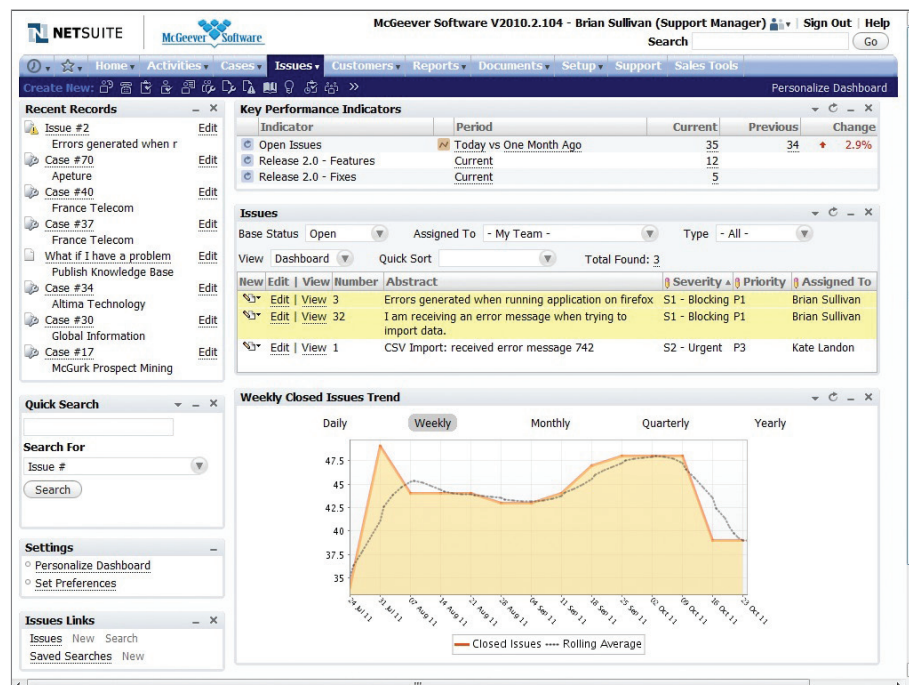 NETSUITE
McGeever Software
McGeever Software V2010.2.104 - Brian Sullivan (Support Manager) Sign Out | Help
Search Go
Home Activities Cases Issues Customers Reports Documents Setup Support Sales Tools
Create New: » Personalize Dashboard
Recent Records
Issue #2 Edit
Errors generated when r
Case #70 Edit
Apeture
Case #40 Edit
France Telecom
Case #37 Edit
France Telecom
What if I have a problem Edit
Publish Knowledge Base
Case #34 Edit
Altima Technology
Case #30 Edit
Global Information
Case #17 Edit
McGurk Prospect Mining
Quick Search
Search For
Issue #
Search
Settings
Personalize Dashboard
Set Preferences
Issues Links
Issues New Search
Saved Searches New
Key Performance Indicators
Indicator Period Current Previous Change
Open Issues Today vs One Month Ago 35 34 2.9%
Release 2.0 - Features Current 12
Release 2.0 - Fixes Current 5
Issues
Base Status Open Assigned To - My Team - Type - All -
View Dashboard Quick Sort Total Found: 3
New Edit | View Number Abstract Severity Priority Assigned To
Edit | View 3 Errors generated when running application on firefox S1 - Blocking P1 Brian Sullivan
Edit | View 32 I am receiving an error message when trying to S1 - Blocking P1 Brian Sullivan
import data.
Edit | View 1 CSV Import: received error message 742 S2 - Urgent P3 Kate Landon
Weekly Closed Issues Trend
Daily Weekly Monthly Quarterly Yearly
47.5
45
42.5
40
37.5
35
24 Jul 11 31 Jul 11 07 Aug 11 14 Aug 11 21 Aug 11 28 Aug 11 04 Sep 11 11 Sep 11 18 Sep 11 25 Sep 11 02 Oct 11 09 Oct 11 16 Oct 11 23 Oct 11
Closed Issues Rolling Average